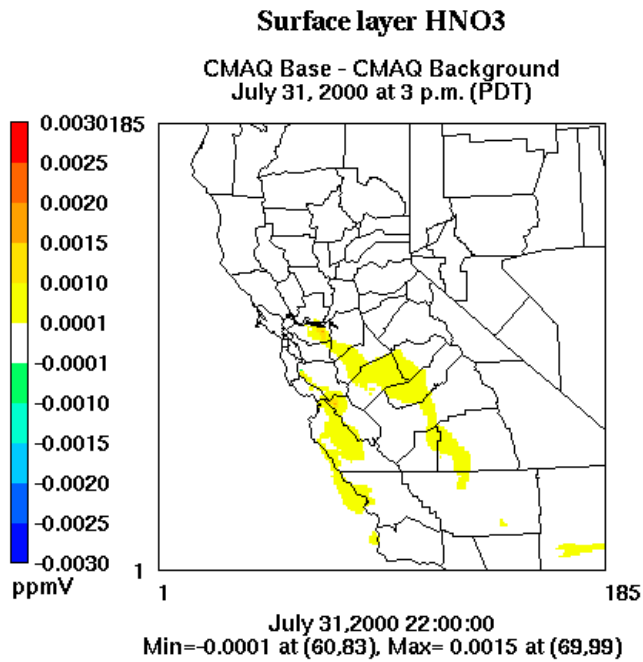 Surface layer HNO3
CMAQ Base - CMAQ Background
July 31, 2000 at 3 p.m. (PDT)
0.0030
0.0025
0.0020
0.0015
0.0010
0.0001
-0.0001
-0.0010
-0.0015
-0.0020
-0.0025
-0.0030
ppmV
185
1
1
185
July 31,2000 22:00:00
Min=-0.0001 at (60,83), Max= 0.0015 at (69,99)